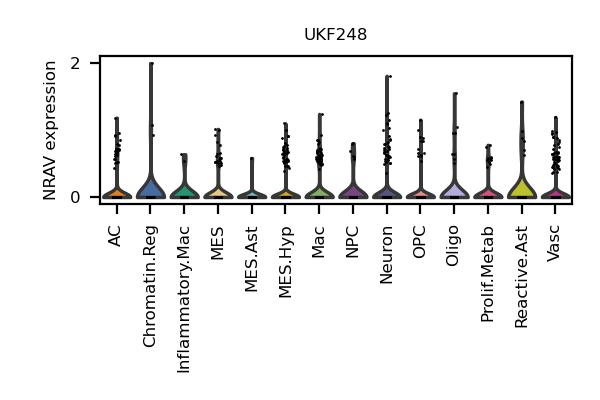 UKF248
NRAV expression
2
0
AC
Chromatin.Reg
Inflammatory.Mac
MES
MES.Ast
MES.Hyp
Mac
NPC
Neuron
OPC
Oligo
Prolif.Metab
Reactive.Ast
Vasc